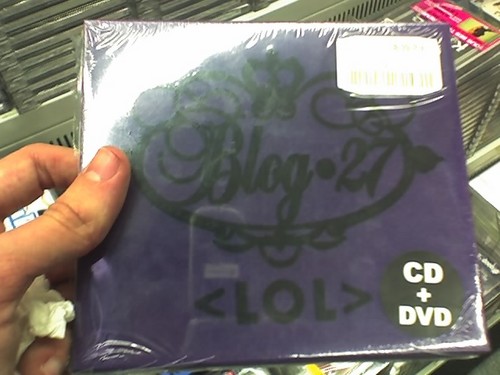 Blog•27
<LOL>
CD
+
DVD